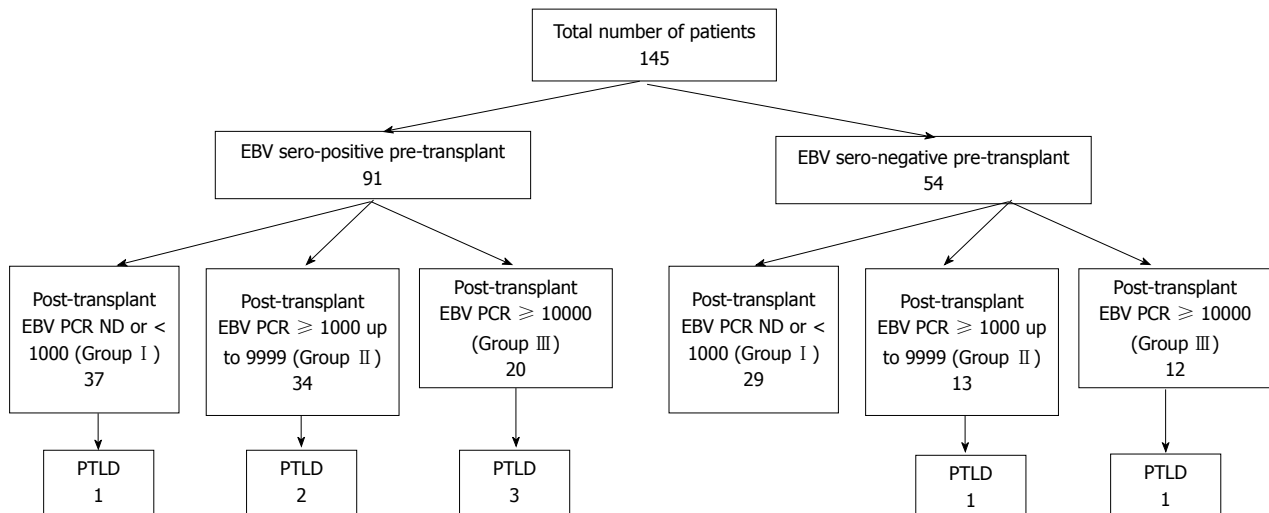 Total number of patients
145
EBV sero-positive pre-transplant
91
EBV sero-negative pre-transplant
54
Post-transplant
EBV PCR ND or <
1000 (Group Ⅰ)
37
Post-transplant
EBV PCR ≥ 1000 up
to 9999 (Group Ⅱ)
34
Post-transplant
EBV PCR ≥ 10000
(Group Ⅲ)
20
Post-transplant
EBV PCR ND or <
1000 (Group Ⅰ)
29
Post-transplant
EBV PCR ≥ 1000 up
to 9999 (Group Ⅱ)
13
Post-transplant
EBV PCR ≥ 10000
(Group Ⅲ)
12
PTLD
1
PTLD
2
PTLD
3
PTLD
1
PTLD
1